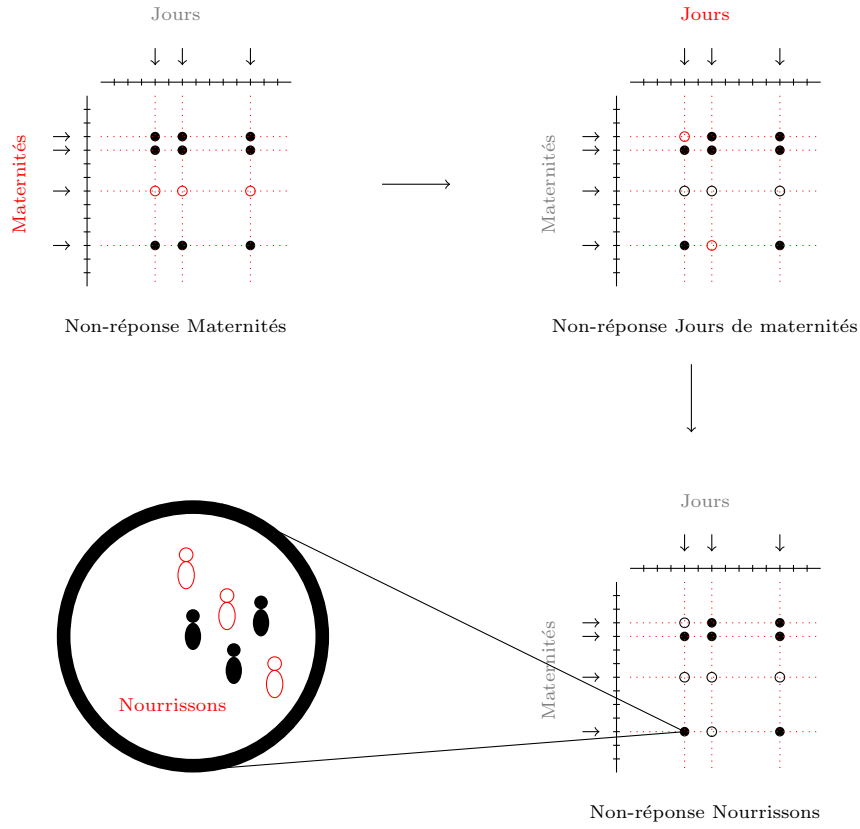 Jours
Maternités
Non-réponse Maternités
Jours
Maternités
Non-réponse Jours de maternités
Jours
Maternités
Nourrissons
Non-réponse Nourrissons